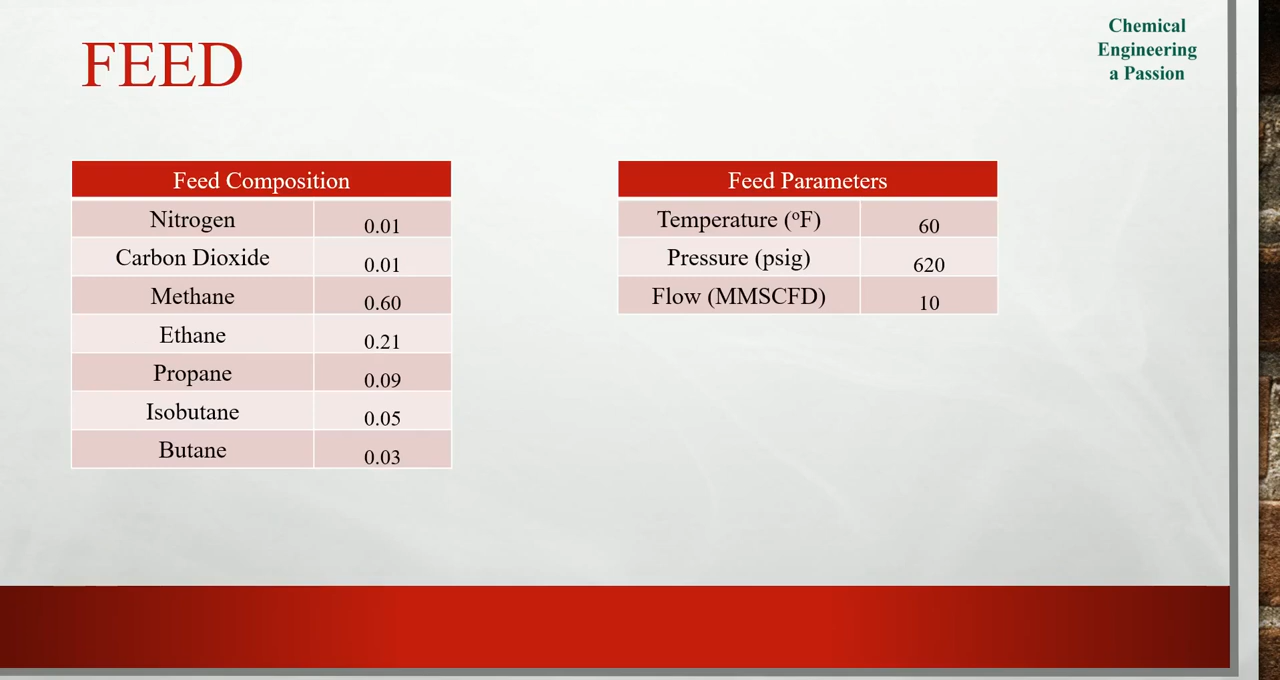 FEED
Chemical
Engineering
a Passion
Feed Composition
Nitrogen 0.01
Carbon Dioxide 0.01
Methane 0.60
Ethane 0.21
Propane 0.09
Isobutane 0.05
Butane 0.03
Feed Parameters
Temperature (ºF) 60
Pressure (psig) 620
Flow (MMSCFD) 10